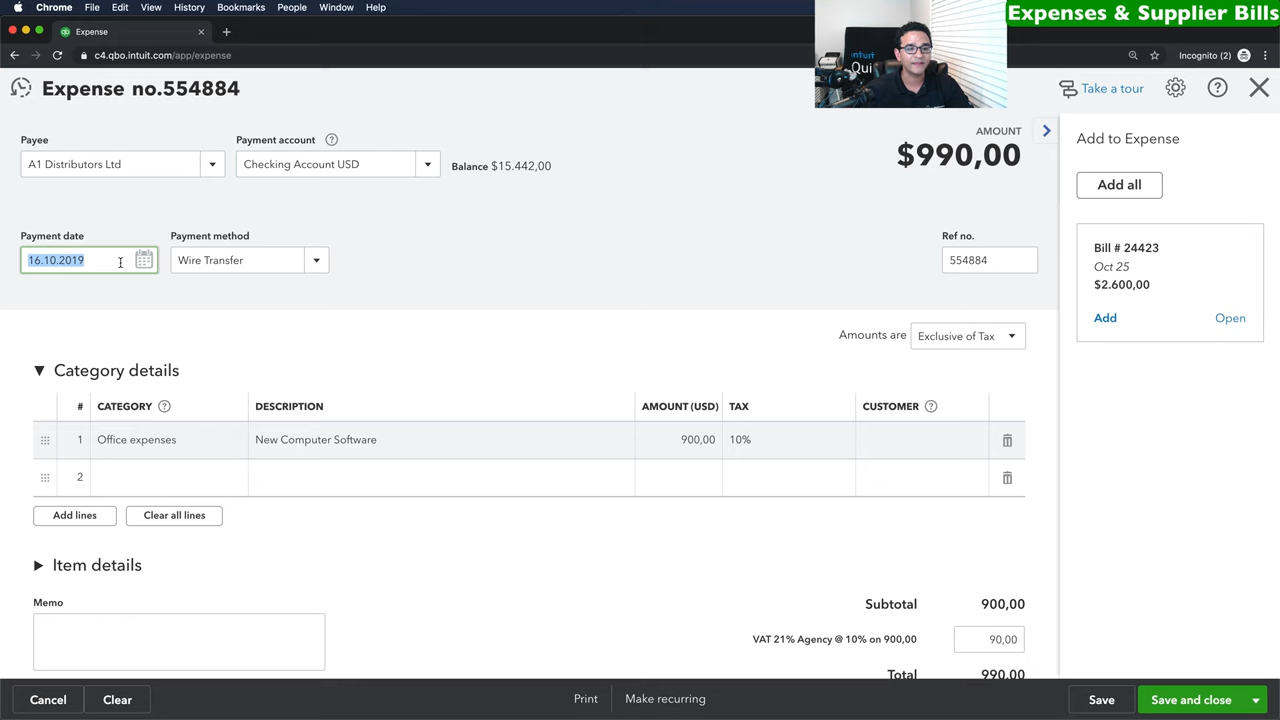 Chrome File Edit View History Bookmarks People Window Help
Expenses & Supplier Bills
Expense
c4.qbo.intuit.com/app/exp
Incognito (2)
intuit
Qui
Expense no.554884
Take a tour
Payee
Payment account
AMOUNT
A1 Distributors Ltd
Checking Account USD
Balance $15.442,00
$990,00
Payment date
Payment method
Ref no.
16.10.2019
Wire Transfer
554884
Amounts are Exclusive of Tax
Category details
# CATEGORY DESCRIPTION AMOUNT (USD) TAX CUSTOMER
1 Office expenses New Computer Software 900,00 10%
2
Add lines Clear all lines
Item details
Memo
Subtotal 900,00
VAT 21% Agency @ 10% on 900,00 90,00
Total 990,00
Add to Expense
Add all
Bill # 24423
Oct 25
$2.600,00
Add Open
Cancel Clear Print Make recurring Save Save and close